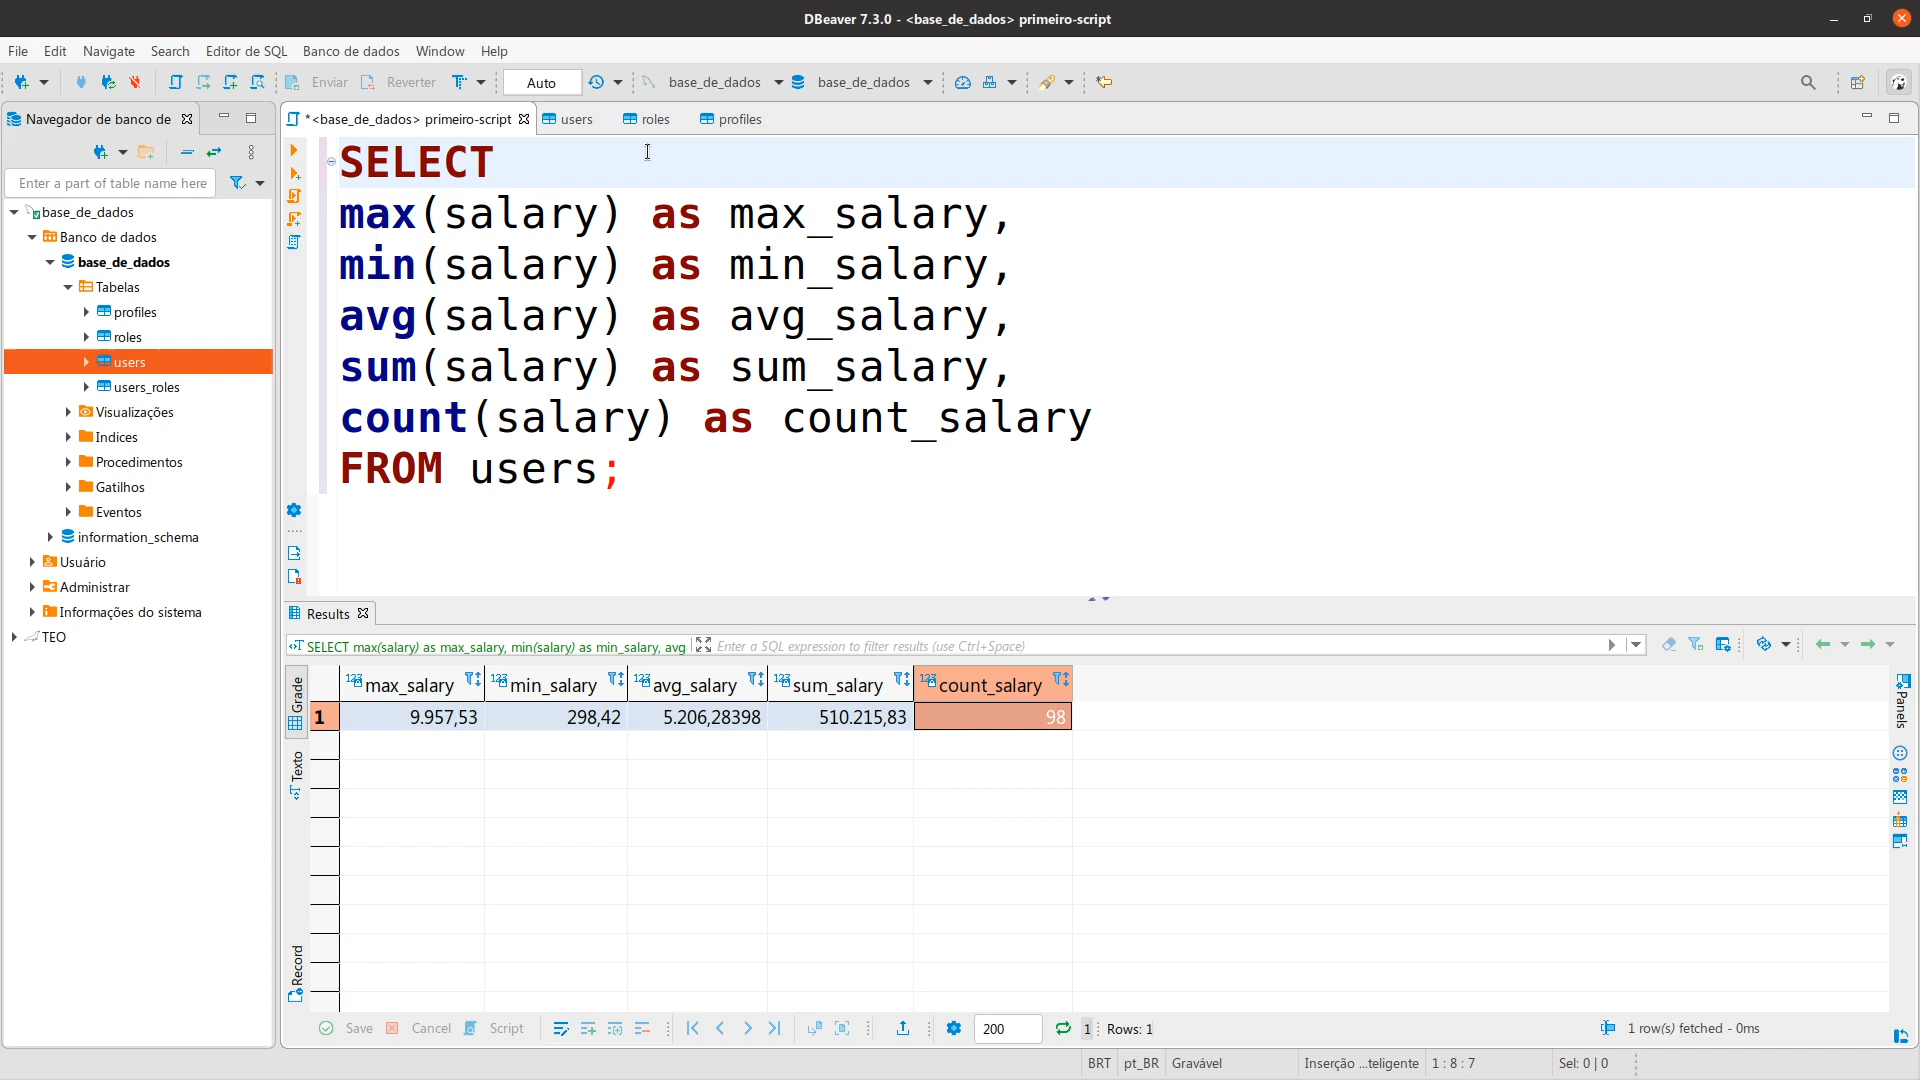 DBeaver 7.3.0 - <base_de_dados> primeiro-script
File Edit Navigate Search Editor de SQL Banco de dados Window Help
Enviar Reverter Auto base_de_dados base_de_dados
Navegador de banco de
*<base_de_dados> primeiro-script users roles profiles
Enter a part of table name here
base_de_dados
Banco de dados
base_de_dados
Tabelas
profiles
roles
users
users_roles
Visualizações
Indices
Procedimentos
Gatilhos
Eventos
information_schema
Usuário
Administrar
Informações do sistema
TEO
SELECT
max(salary) as max_salary,
min(salary) as min_salary,
avg(salary) as avg_salary,
sum(salary) as sum_salary,
count(salary) as count_salary
FROM users;
Results
SELECT max(salary) as max_salary, min(salary) as min_salary, avg Enter a SQL expression to filter results (use Ctrl+Space)
Grade
Texto
Record
123 max_salary 123 min_salary 123 avg_salary 123 sum_salary 123 count_salary
1 9.957,53 298,42 5.206,28398 510.215,83 98
Panels
Save Cancel Script 200 1 Rows: 1 1 row(s) fetched - 0ms
BRT pt_BR Gravável Inserção ...teligente 1 : 8 : 7 Sel: 0 | 0